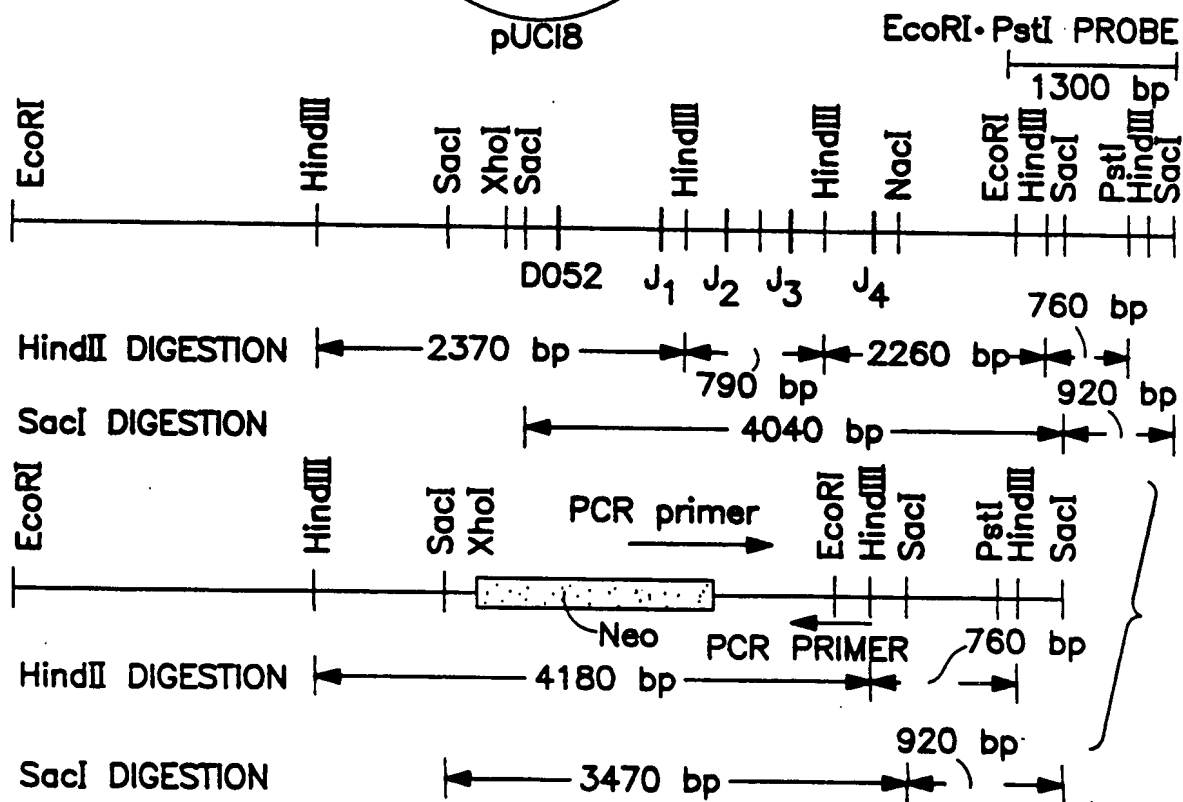 pUC18
EcoRI·PstI PROBE
1300 bp
EcoRI HindIII SacI XhoI SacI HindIII HindIII NacI EcoRI HindIII SacI PstI HindIII SacI
D052 J1 J2 J3 J4
760 bp
HindII DIGESTION 2370 bp 2260 bp
790 bp
920 bp
SacI DIGESTION 4040 bp
EcoRI HindIII SacI XhoI PCR primer EcoRI HindIII SacI PstI HindIII SacI
Neo PCR PRIMER 760 bp
HindII DIGESTION 4180 bp
920 bp
SacI DIGESTION 3470 bp